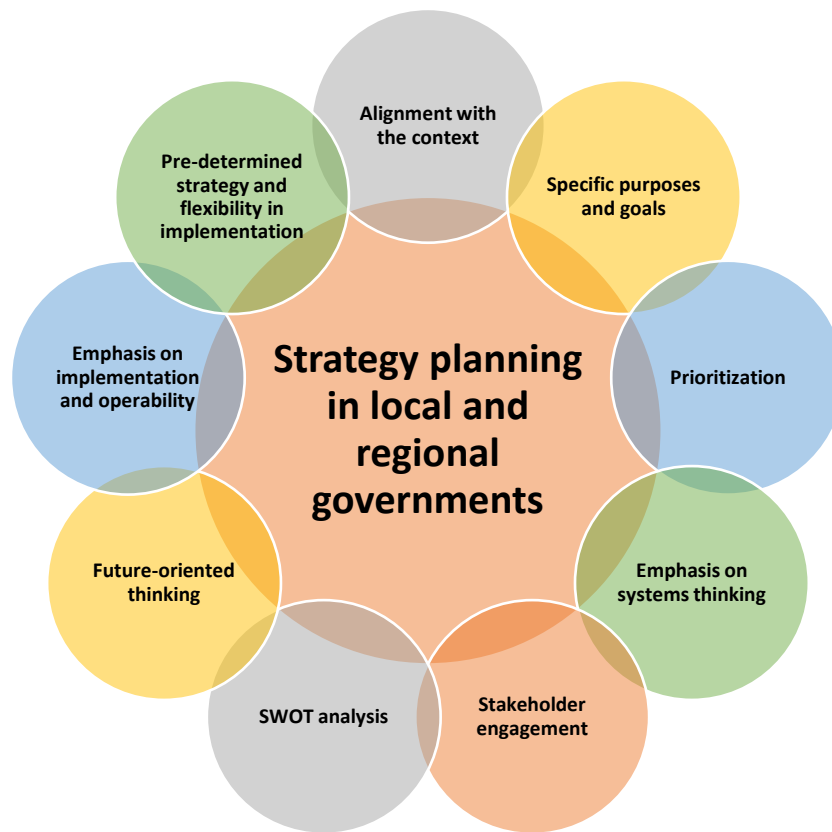 Alignment with
the context
Specific purposes
and goals
Prioritization
Emphasis on
systems thinking
Stakeholder
engagement
SWOT analysis
Future-oriented
thinking
Emphasis on
implementation
and operability
Pre-determined
strategy and
flexibility in
implementation
Strategy planning
in local and
regional
governments